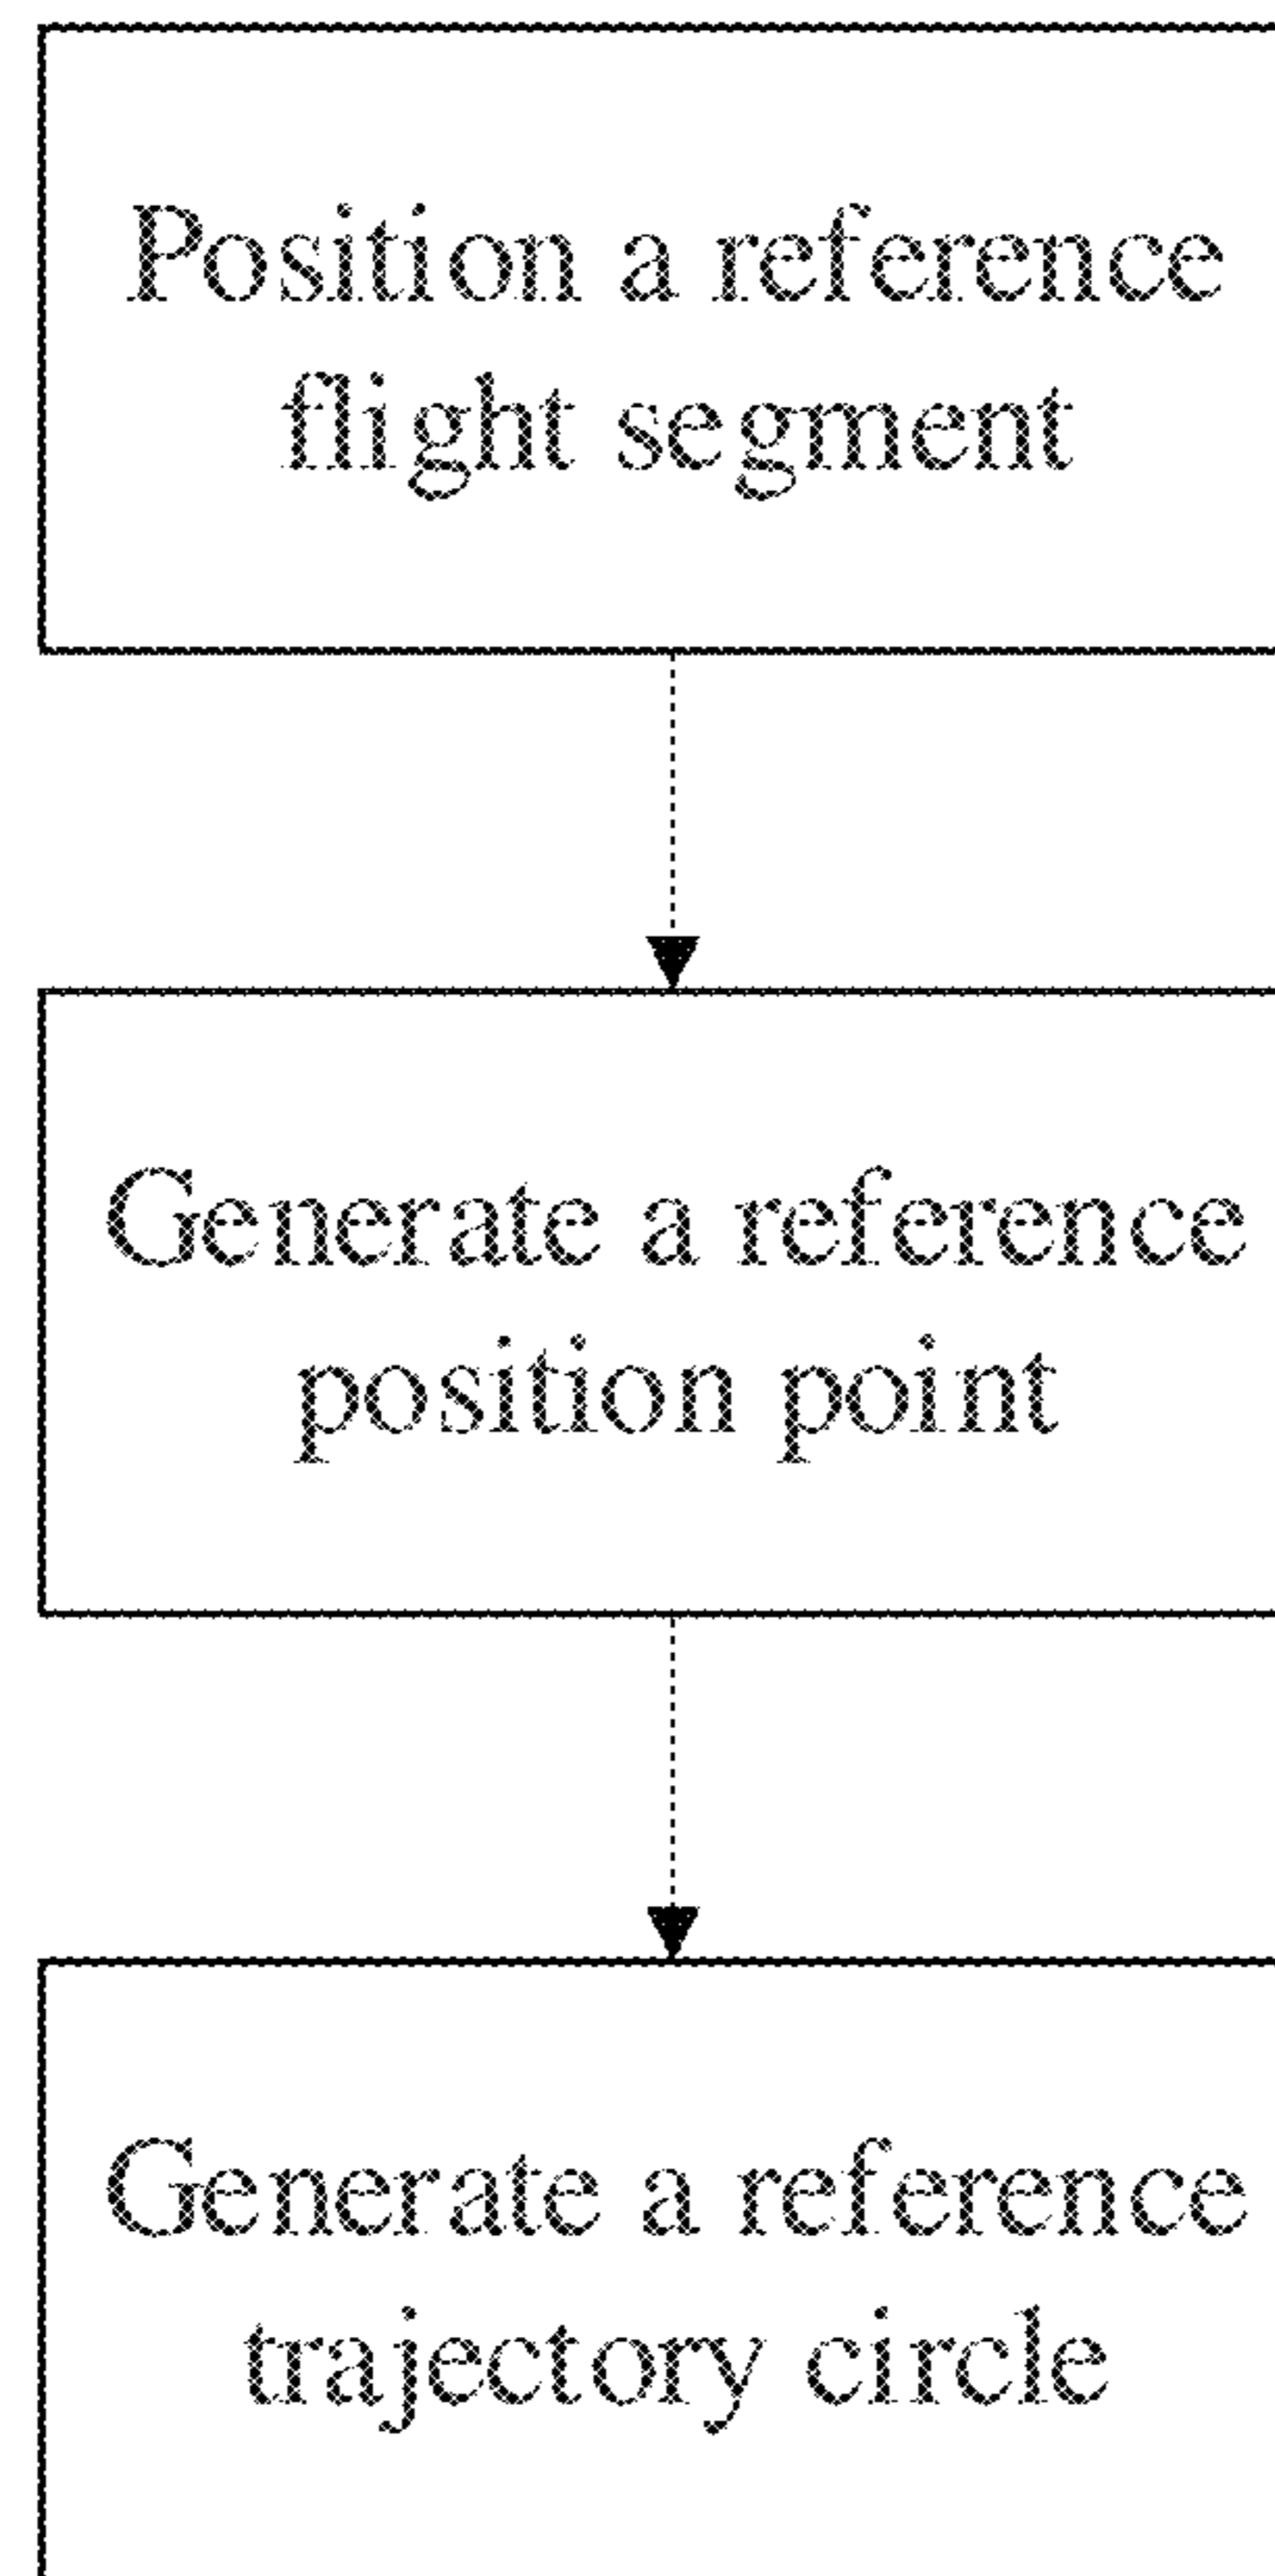 Position a reference
flight segment
Generate a reference
position point
Generate a reference
trajectory circle